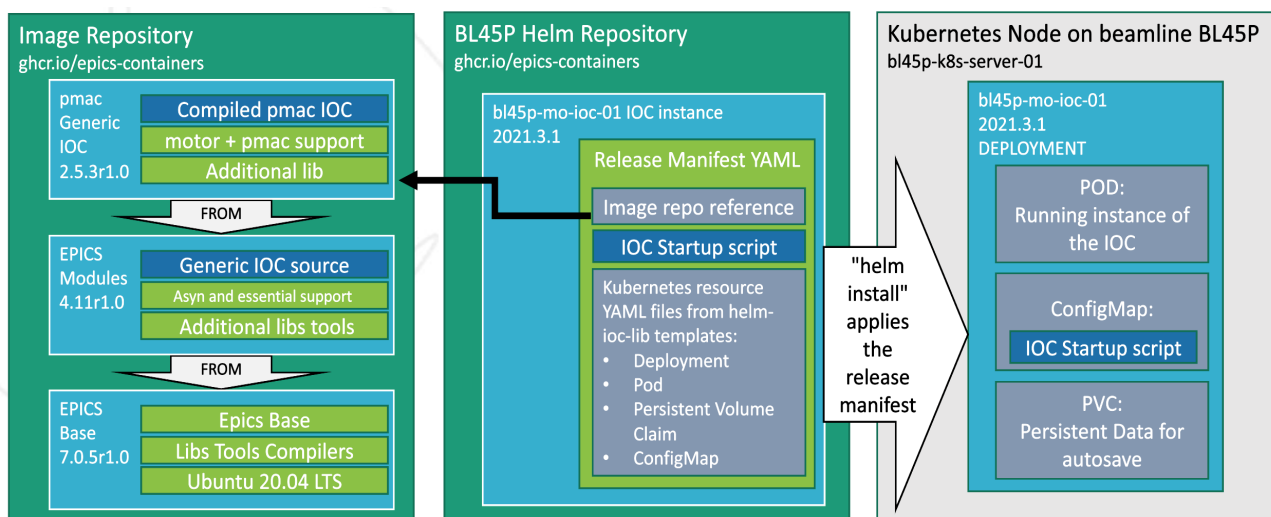 Image Repository
ghcr.io/epics-containers
pmac
Generic
IOC
2.5.3r1.0
Compiled pmac IOC
motor + pmac support
Additional lib
FROM
EPICS
Modules
4.11r1.0
Generic IOC source
Asyn and essential support
Additional libs tools
FROM
EPICS
Base
7.0.5r1.0
Epics Base
Libs Tools Compilers
Ubuntu 20.04 LTS
BL45P Helm Repository
ghcr.io/epics-containers
bl45p-mo-ioc-01 IOC instance
2021.3.1
Release Manifest YAML
Image repo reference
IOC Startup script
Kubernetes resource
YAML files from helm-
ioc-lib templates:
• Deployment
• Pod
• Persistent Volume
Claim
• ConfigMap
"helm
install"
applies
the
release
manifest
Kubernetes Node on beamline BL45P
bl45p-k8s-server-01
bl45p-mo-ioc-01
2021.3.1
DEPLOYMENT
POD:
Running instance of
the IOC
ConfigMap:
IOC Startup script
PVC:
Persistent Data for
autosave